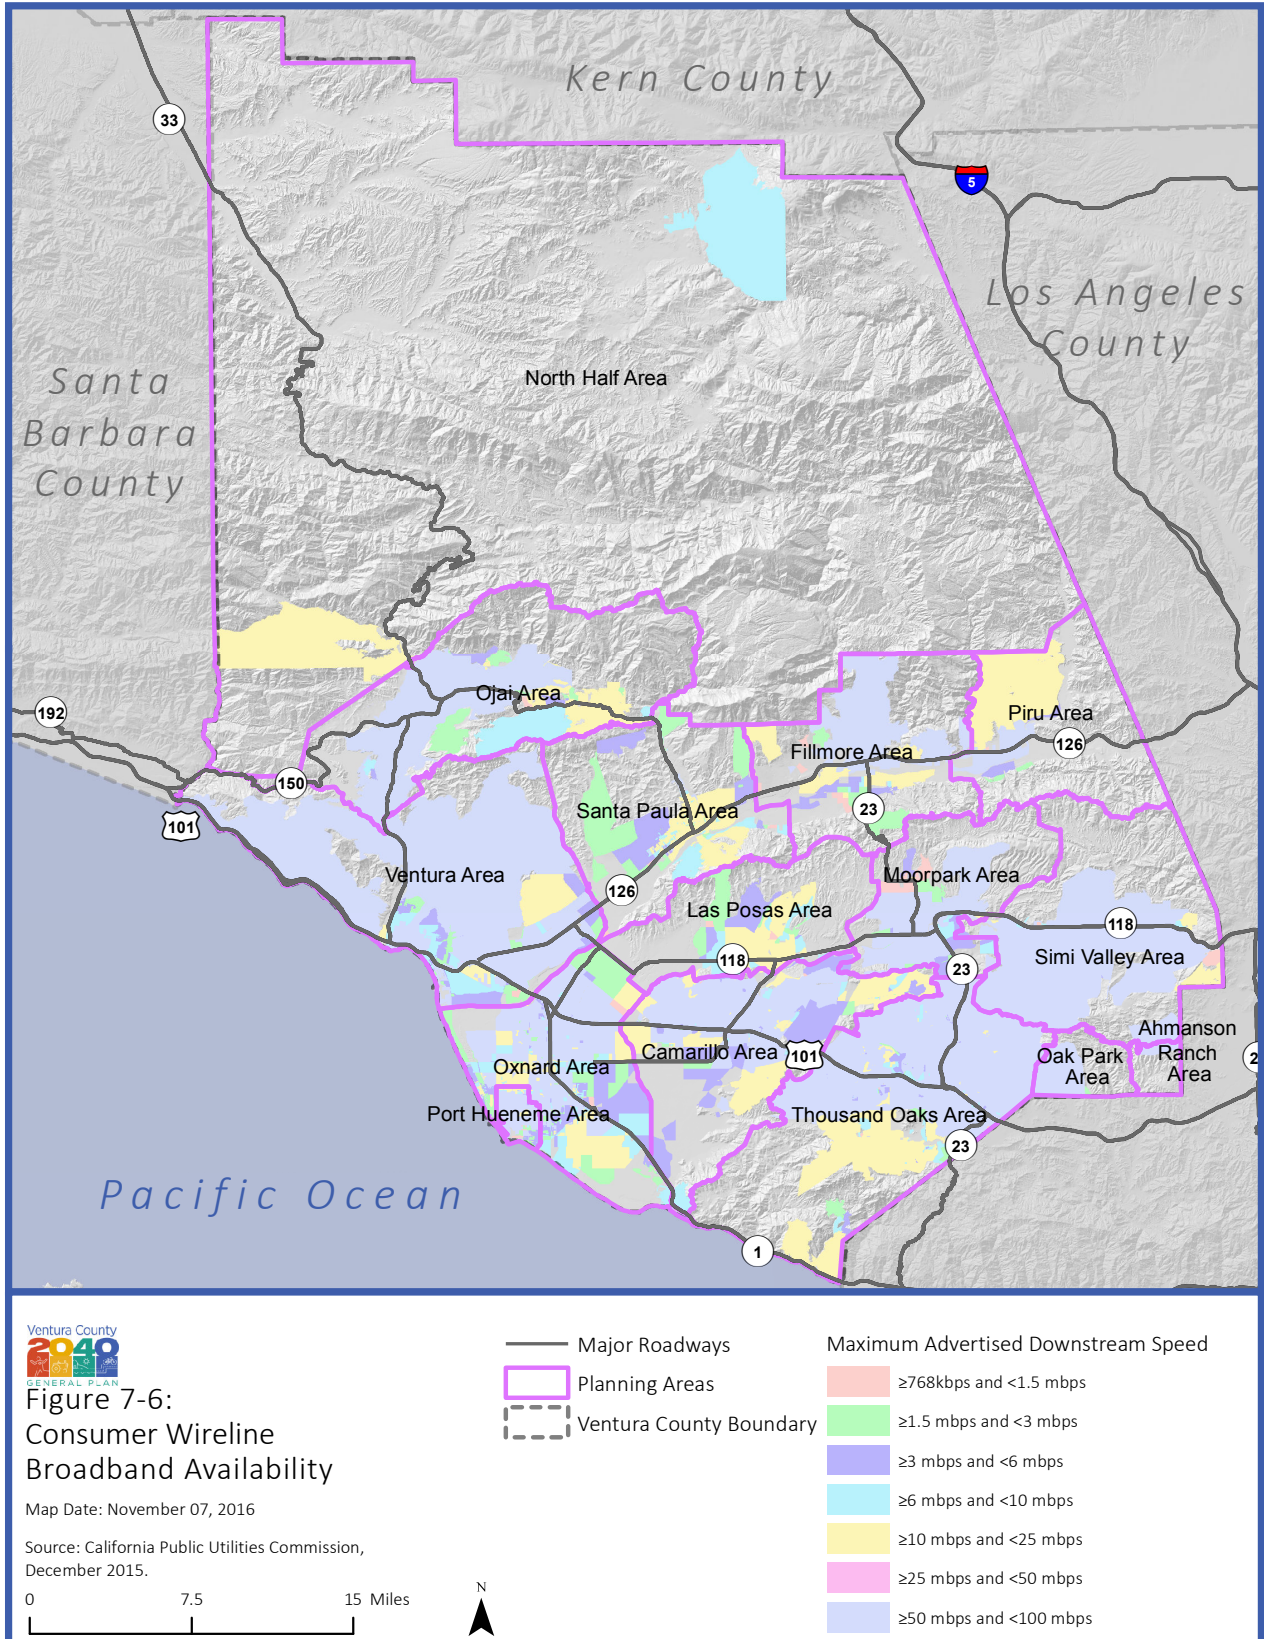 Kern County
33
5
Los Angeles
County
North Half Area
Santa
Barbara
County
192
Ojai Area
Piru Area
126
Fillmore Area
150
101
Santa Paula Area
23
Ventura Area
126
Moorpark Area
Las Posas Area
118
118
Simi Valley Area
23
Ahmanson
Ranch
Area
Oak Park
Area
Camarillo Area
101
2
Oxnard Area
Port Hueneme Area
Thousand Oaks Area
23
Pacific Ocean
1
Ventura County
2040
GENERAL PLAN
Figure 7-6:
Consumer Wireline
Broadband Availability
Map Date: November 07, 2016
Source: California Public Utilities Commission,
December 2015.
0 7.5 15 Miles
N
Major Roadways
Planning Areas
Ventura County Boundary
Maximum Advertised Downstream Speed
≥768kbps and <1.5 mbps
≥1.5 mbps and <3 mbps
≥3 mbps and <6 mbps
≥6 mbps and <10 mbps
≥10 mbps and <25 mbps
≥25 mbps and <50 mbps
≥50 mbps and <100 mbps